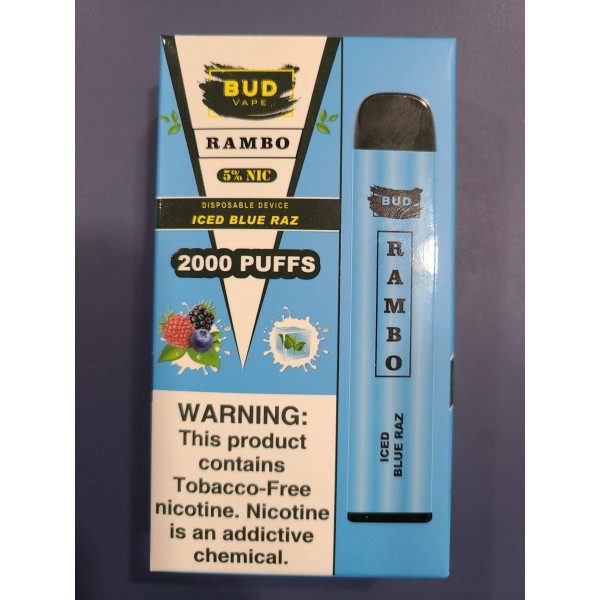 BUD
VAPE
RAMBO
5% NIC
DISPOSABLE DEVICE
ICED BLUE RAZ
2000 PUFFS
WARNING:
This product
contains
Tobacco-Free
nicotine. Nicotine
is an addictive
chemical.
BUD
RAMBO
ICED
BLUE RAZ